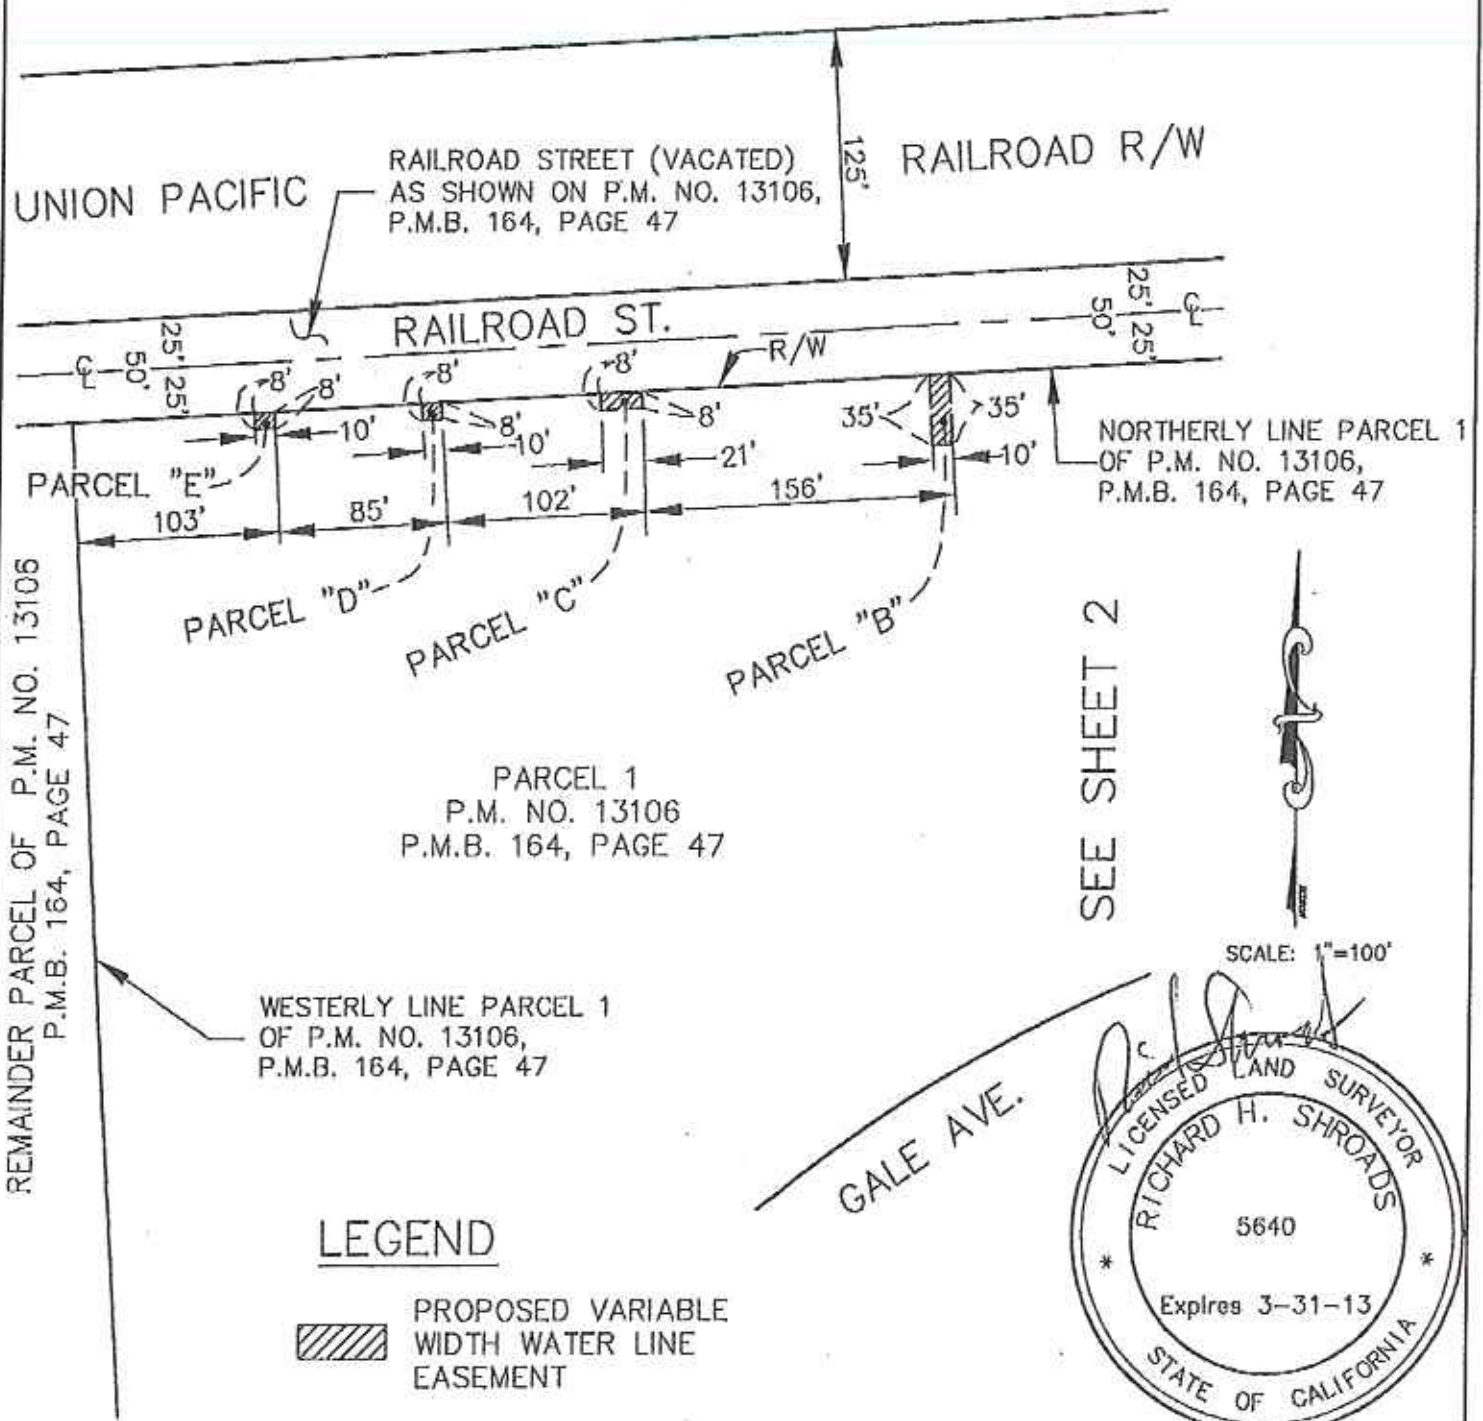 RAILROAD STREET (VACATED)
AS SHOWN ON P.M. NO. 13106,
P.M.B. 164, PAGE 47
125'
RAILROAD R/W
UNION PACIFIC
RAILROAD ST.
R/W
25'
50'
25'
℄
25'
50'
25'
℄
8'
8'
10'
8'
8'
10'
8'
8'
21'
35'
35'
10'
PARCEL "E"
103'
85'
102'
156'
NORTHERLY LINE PARCEL 1
OF P.M. NO. 13106,
P.M.B. 164, PAGE 47
PARCEL "D"
PARCEL "C"
PARCEL "B"
REMAINDER PARCEL OF P.M. NO. 13106
P.M.B. 164, PAGE 47
PARCEL 1
P.M. NO. 13106
P.M.B. 164, PAGE 47
SEE SHEET 2
SCALE: 1"=100'
WESTERLY LINE PARCEL 1
OF P.M. NO. 13106,
P.M.B. 164, PAGE 47
GALE AVE.
LICENSED LAND SURVEYOR
RICHARD H. SHROADS
5640
Expires 3-31-13
STATE OF CALIFORNIA
LEGEND
PROPOSED VARIABLE
WIDTH WATER LINE
EASEMENT